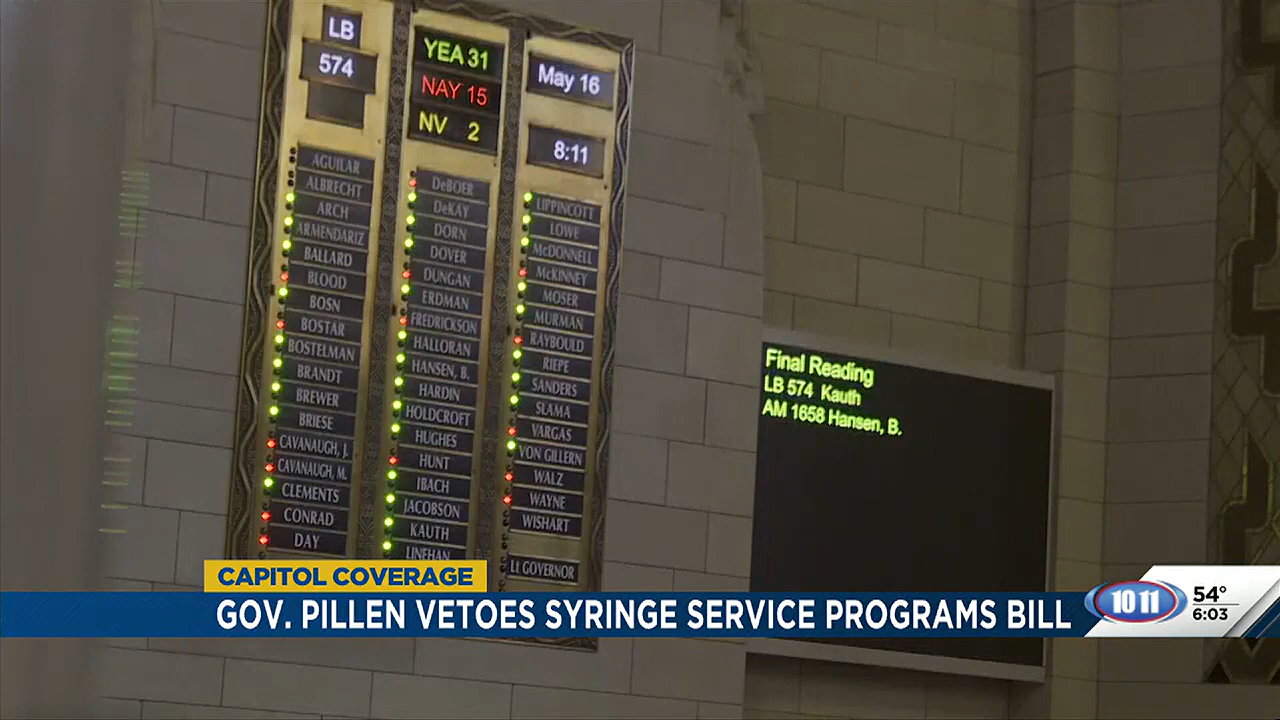 LB
574
YEA 31
NAY 15
NV 2
May 16
8:11
AGUILAR
ALBRECHT
ARCH
ARMENDARIZ
BALLARD
BLOOD
BOSN
BOSTAR
BOSTELMAN
BRANDT
BREWER
BRIESE
CAVANAUGH, J.
CAVANAUGH, M.
CLEMENTS
CONRAD
DAY
DeBOER
DeKAY
DORN
DOVER
DUNGAN
ERDMAN
FREDRICKSON
HALLORAN
HANSEN, B.
HARDIN
HOLDCROFT
HUGHES
HUNT
IBACH
JACOBSON
KAUTH
LINEHAN
LIPPINCOTT
LOWE
McDONNELL
McKINNEY
MOSER
MURMAN
RAYBOULD
RIEPE
SANDERS
SLAMA
VARGAS
VON GILLERN
WALZ
WAYNE
WISHART
Lt GOVERNOR
Final Reading
LB 574 Kauth
AM 1658 Hansen, B.
CAPITOL COVERAGE
GOV. PILLEN VETOES SYRINGE SERVICE PROGRAMS BILL
10 11
54°
6:03